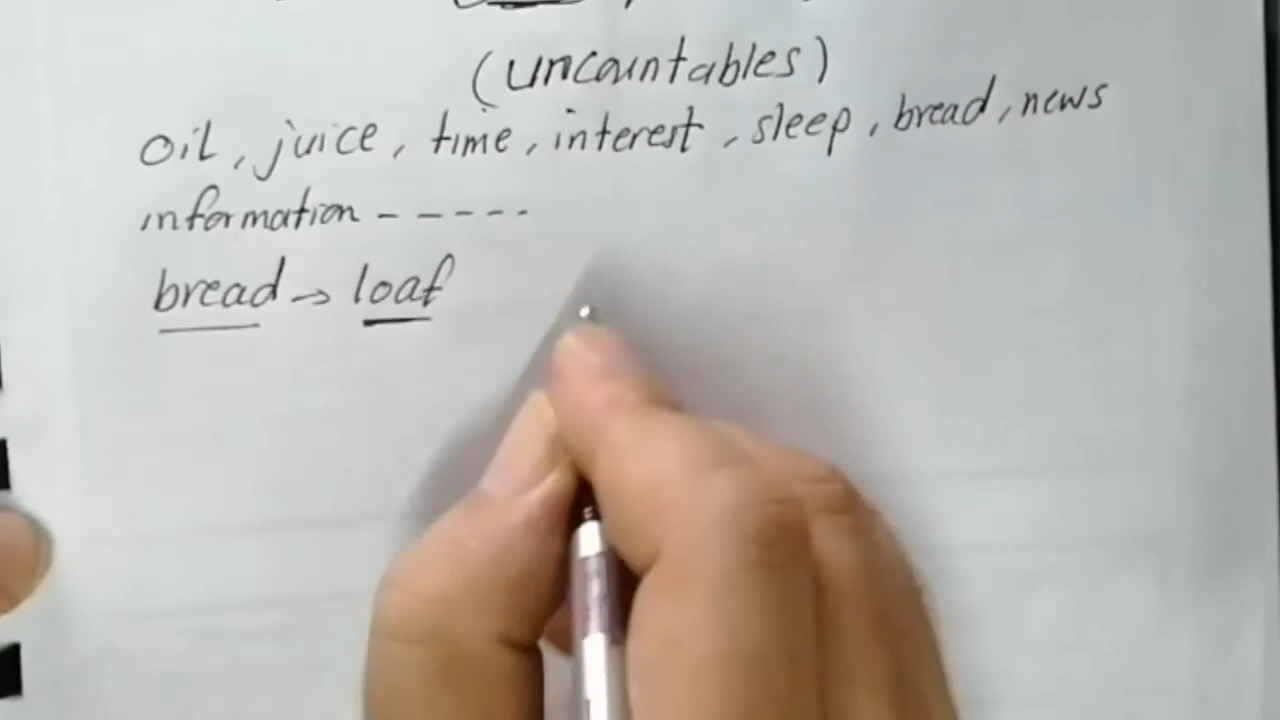 (uncountables)
oil, juice, time, interest, sleep, bread, news
information - - - - -
bread → loaf